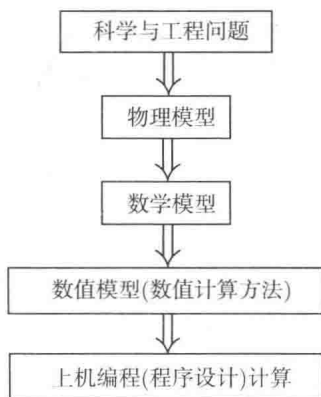 科学与工程问题
物理模型
数学模型
数值模型(数值计算方法)
上机编程(程序设计)计算